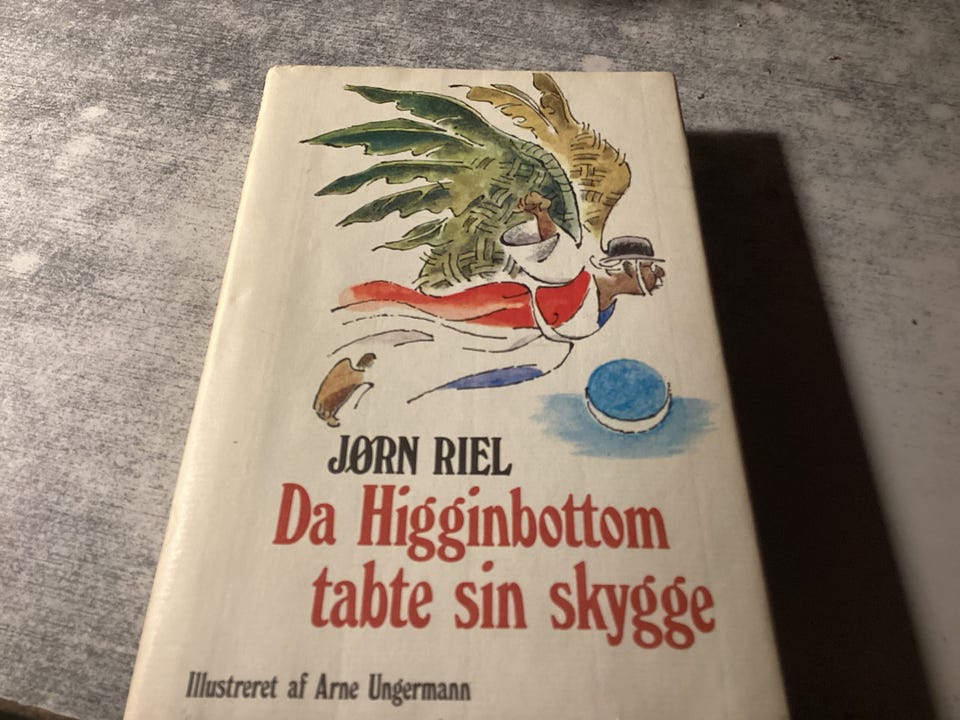 JØRN RIEL
Da Higginbottom
tabte sin skygge
Illustreret af Arne Ungermann